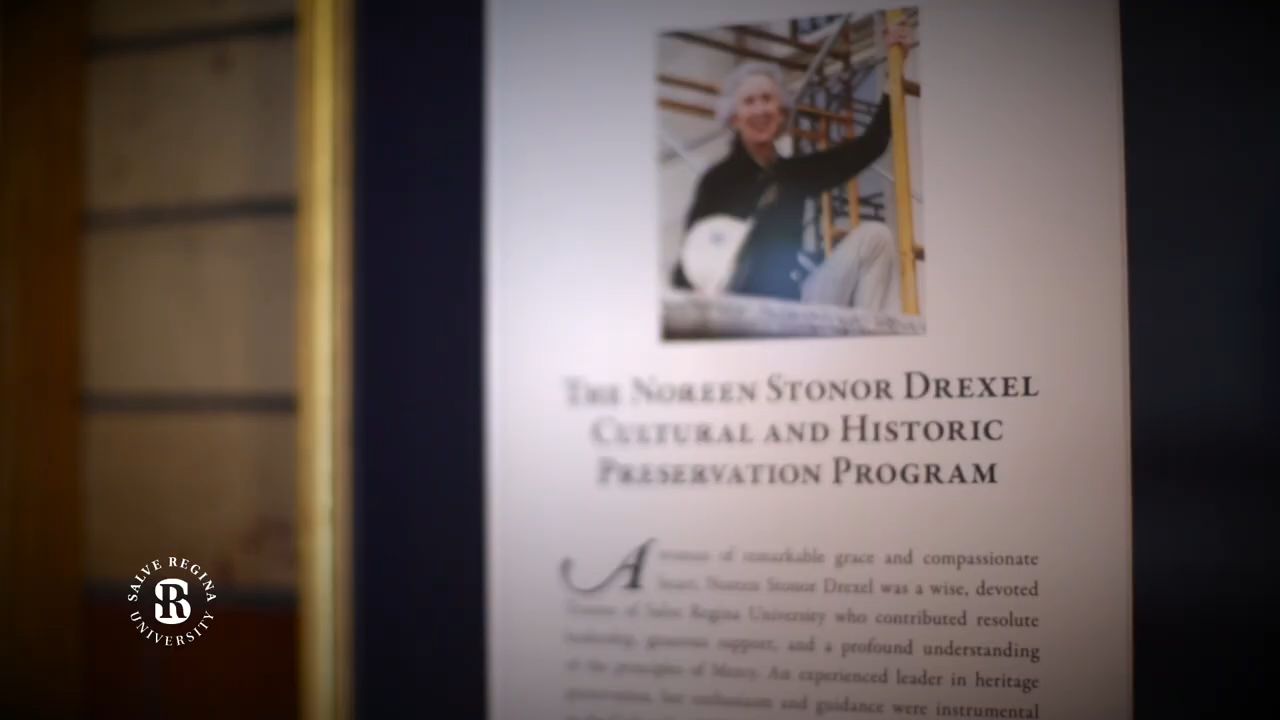 THE NOREEN STONOR DREXEL
CULTURAL AND HISTORIC
PRESERVATION PROGRAM
A woman of remarkable grace and compassionate
heart, Noreen Stonor Drexel was a wise, devoted
Trustee of Salve Regina University who contributed resolute
leadership, generous support, and a profound understanding
of the principles of Mercy. An experienced leader in heritage
preservation, her enthusiasm and guidance were instrumental
SALVE REGINA
UNIVERSITY
SR